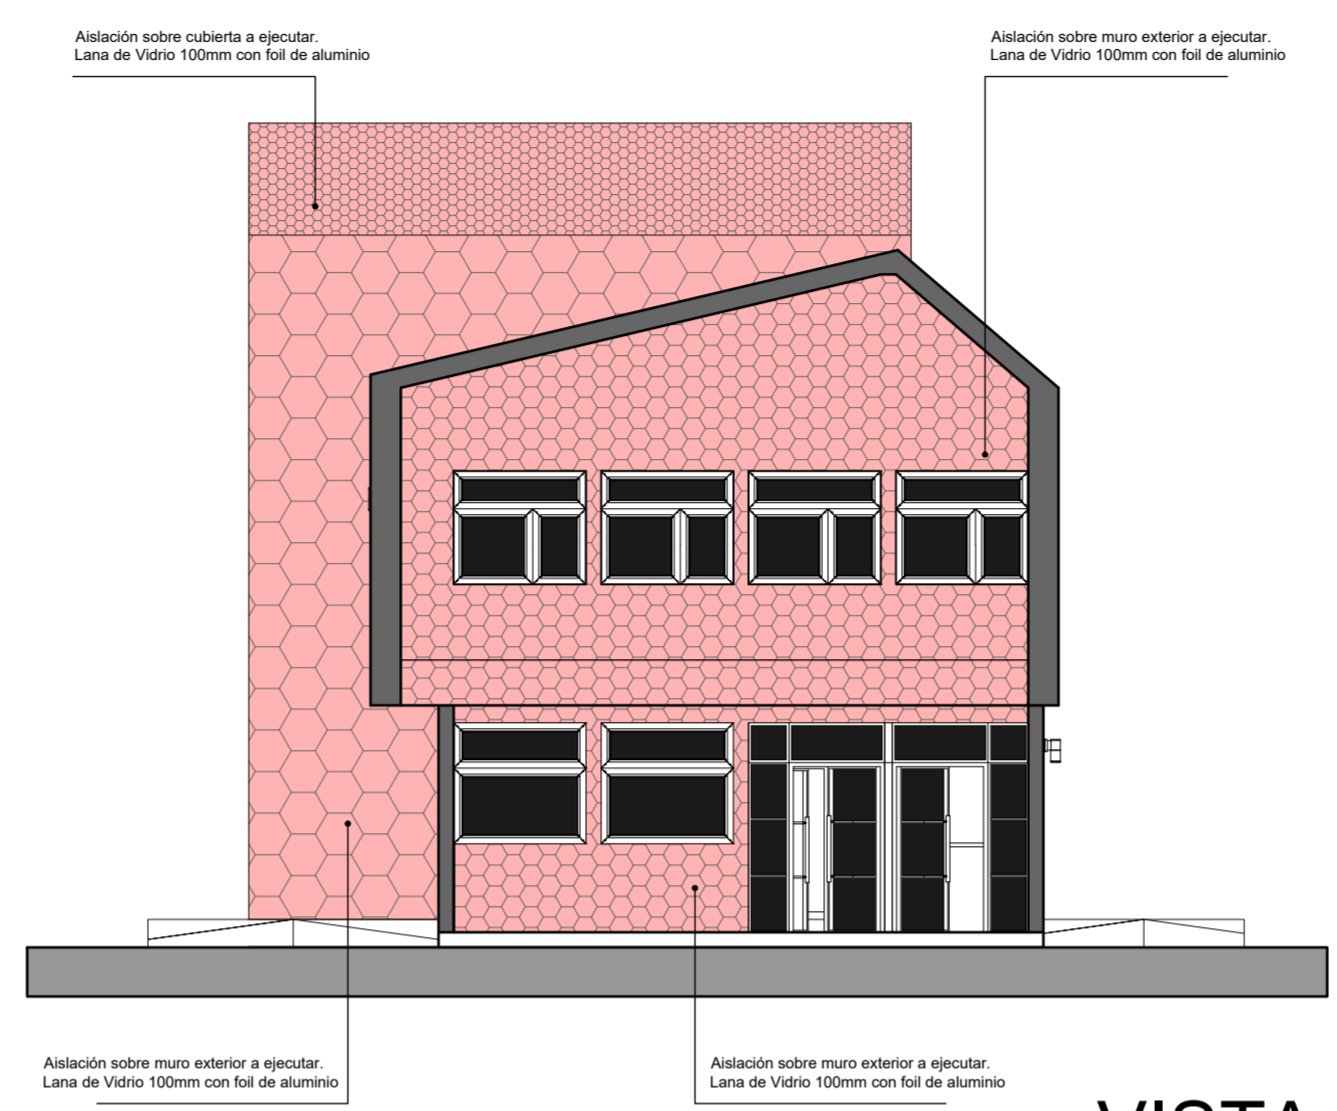 Aislación sobre cubierta a ejecutar.
Lana de Vidrio 100mm con foil de aluminio
Aislación sobre muro exterior a ejecutar.
Lana de Vidrio 100mm con foil de aluminio
Aislación sobre muro exterior a ejecutar.
Lana de Vidrio 100mm con foil de aluminio
Aislación sobre muro exterior a ejecutar.
Lana de Vidrio 100mm con foil de aluminio
VISTA